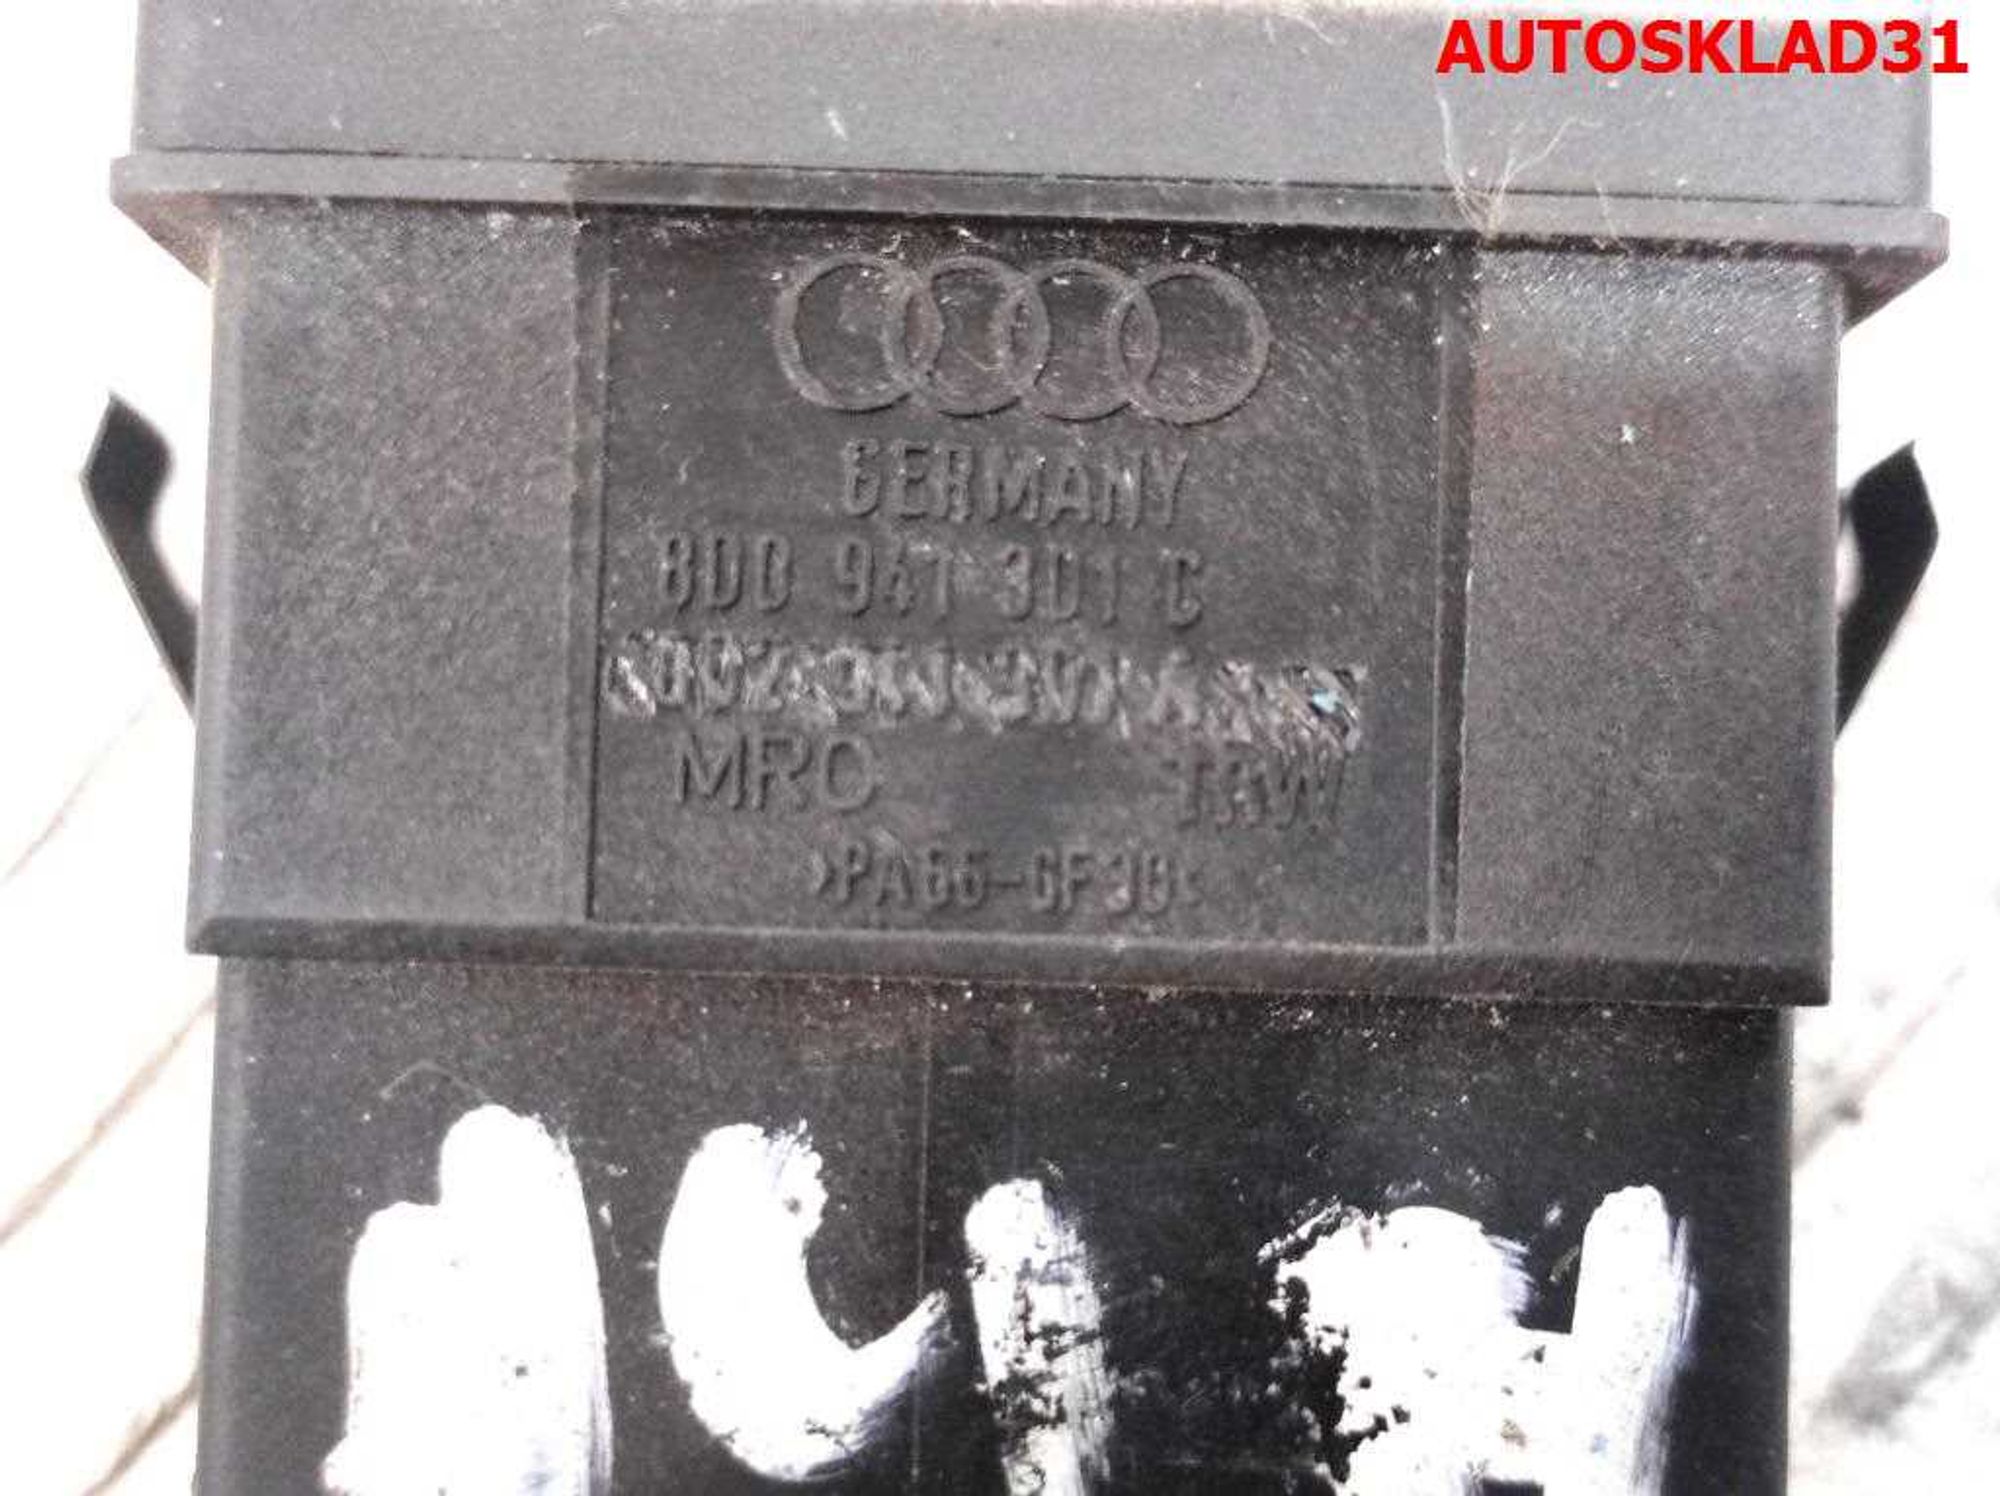 AUTOSKLAD31
GERMANY
8D0 941 301 C
MRC TRW
>PA66-GF30<